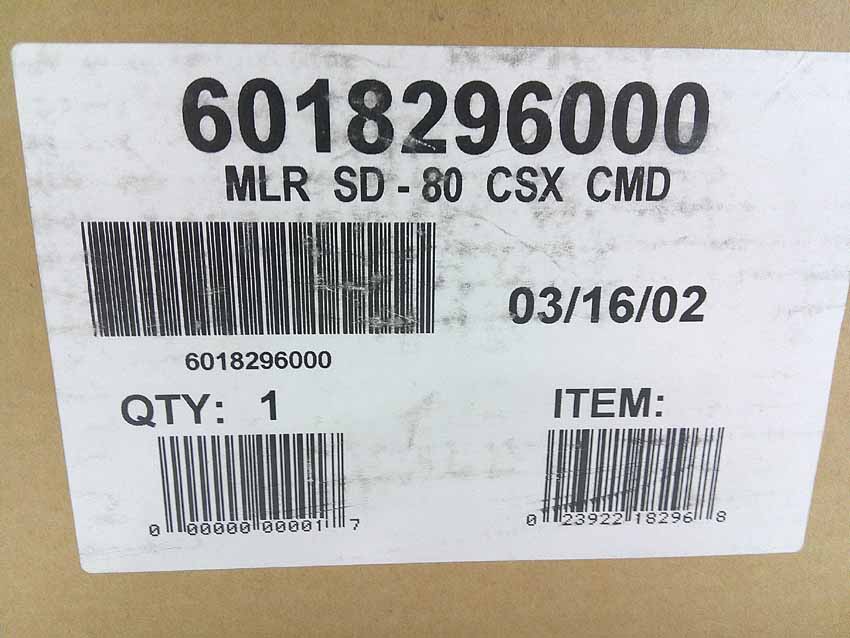 6018296000
MLR SD - 80 CSX CMD
03/16/02
6018296000
QTY: 1
ITEM:
0 00000 00001 7
0 23922 18296 8